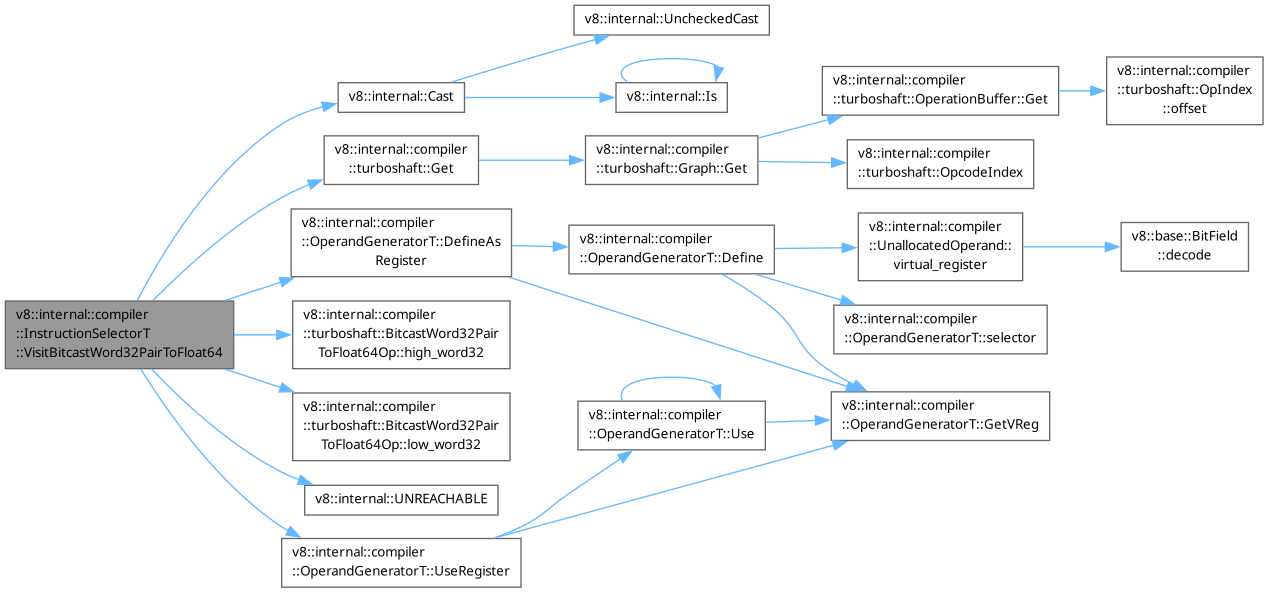 v8::internal::UncheckedCast
v8::internal::Cast
v8::internal::Is
v8::internal::compiler
::turboshaft::OperationBuffer::Get
v8::internal::compiler
::turboshaft::OpIndex
::offset
v8::internal::compiler
::turboshaft::Get
v8::internal::compiler
::turboshaft::Graph::Get
v8::internal::compiler
::turboshaft::OpcodeIndex
v8::internal::compiler
::OperandGeneratorT::DefineAs
Register
v8::internal::compiler
::OperandGeneratorT::Define
v8::internal::compiler
::UnallocatedOperand::
virtual_register
v8::base::BitField
::decode
v8::internal::compiler
::InstructionSelectorT
::VisitBitcastWord32PairToFloat64
v8::internal::compiler
::turboshaft::BitcastWord32Pair
ToFloat64Op::high_word32
v8::internal::compiler
::OperandGeneratorT::selector
v8::internal::compiler
::turboshaft::BitcastWord32Pair
ToFloat64Op::low_word32
v8::internal::compiler
::OperandGeneratorT::Use
v8::internal::compiler
::OperandGeneratorT::GetVReg
v8::internal::UNREACHABLE
v8::internal::compiler
::OperandGeneratorT::UseRegister